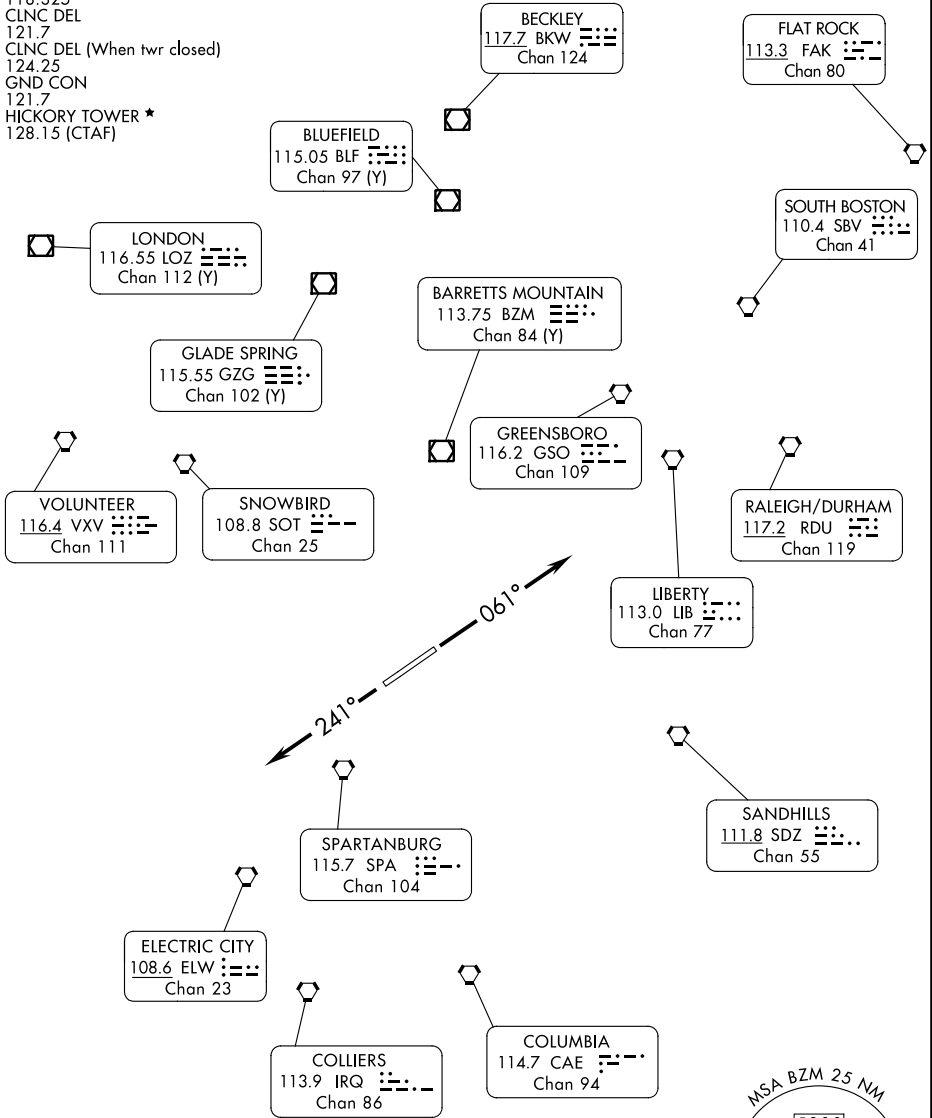 CLNC DEL
121.7
CLNC DEL (When twr closed)
124.25
GND CON
121.7
HICKORY TOWER ★
128.15 (CTAF)
BECKLEY
117.7 BKW
Chan 124
FLAT ROCK
113.3 FAK
Chan 80
BLUEFIELD
115.05 BLF
Chan 97 (Y)
SOUTH BOSTON
110.4 SBV
Chan 41
LONDON
116.55 LOZ
Chan 112 (Y)
BARRETTS MOUNTAIN
113.75 BZM
Chan 84 (Y)
GLADE SPRING
115.55 GZG
Chan 102 (Y)
GREENSBORO
116.2 GSO
Chan 109
VOLUNTEER
116.4 VXV
Chan 111
SNOWBIRD
108.8 SOT
Chan 25
RALEIGH/DURHAM
117.2 RDU
Chan 119
LIBERTY
113.0 LIB
Chan 77
061°
241°
SANDHILLS
111.8 SDZ
Chan 55
SPARTANBURG
115.7 SPA
Chan 104
ELECTRIC CITY
108.6 ELW
Chan 23
COLUMBIA
114.7 CAE
Chan 94
COLLIERS
113.9 IRQ
Chan 86
MSA BZM 25 NM